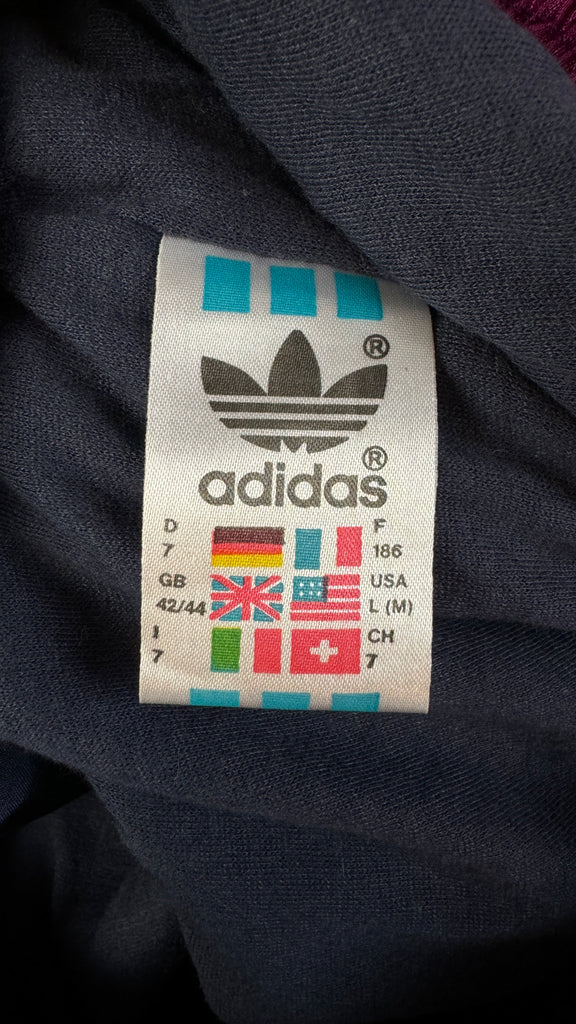 ®
adidas®
D F
7 186
GB USA
42/44 L (M)
I CH
7 7